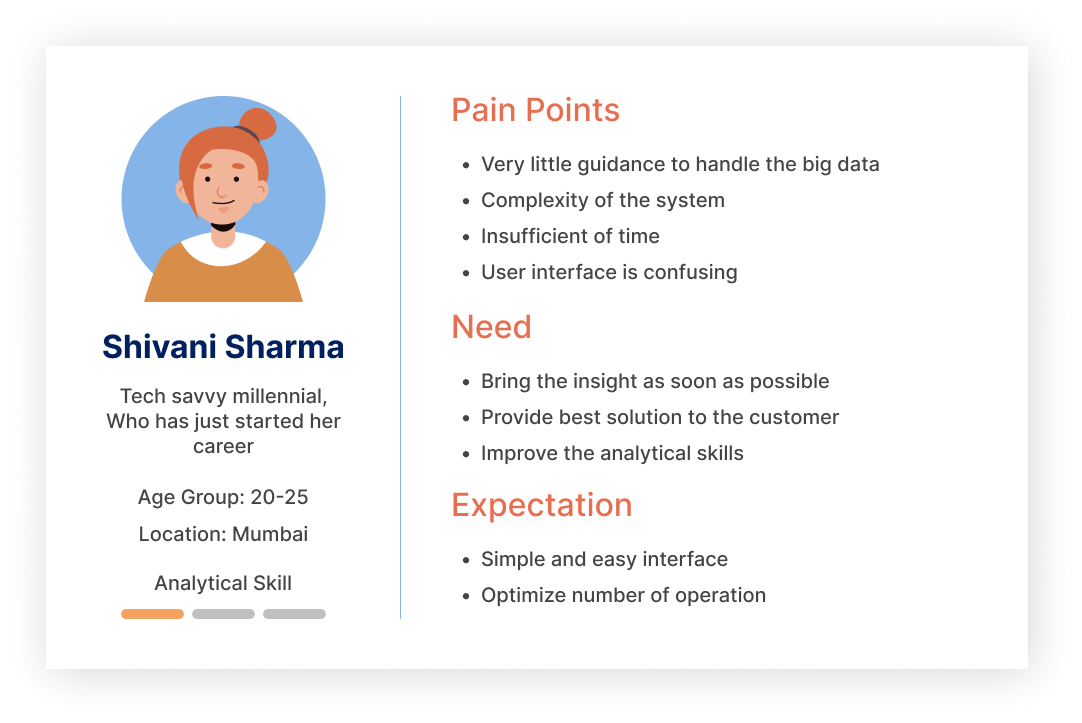 Shivani Sharma
Tech savvy millennial,
Who has just started her
career
Age Group: 20-25
Location: Mumbai
Analytical Skill
Pain Points
• Very little guidance to handle the big data
• Complexity of the system
• Insufficient of time
• User interface is confusing
Need
• Bring the insight as soon as possible
• Provide best solution to the customer
• Improve the analytical skills
Expectation
• Simple and easy interface
• Optimize number of operation